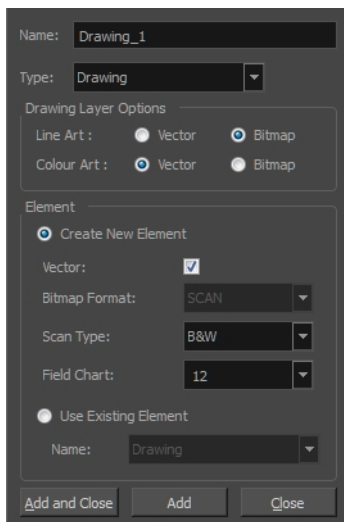 Name: Drawing_1
Type: Drawing
Drawing Layer Options
Line Art : Vector Bitmap
Colour Art : Vector Bitmap
Element
Create New Element
Vector:
Bitmap Format: SCAN
Scan Type: B&W
Field Chart: 12
Use Existing Element
Name: Drawing
Add and Close Add Close